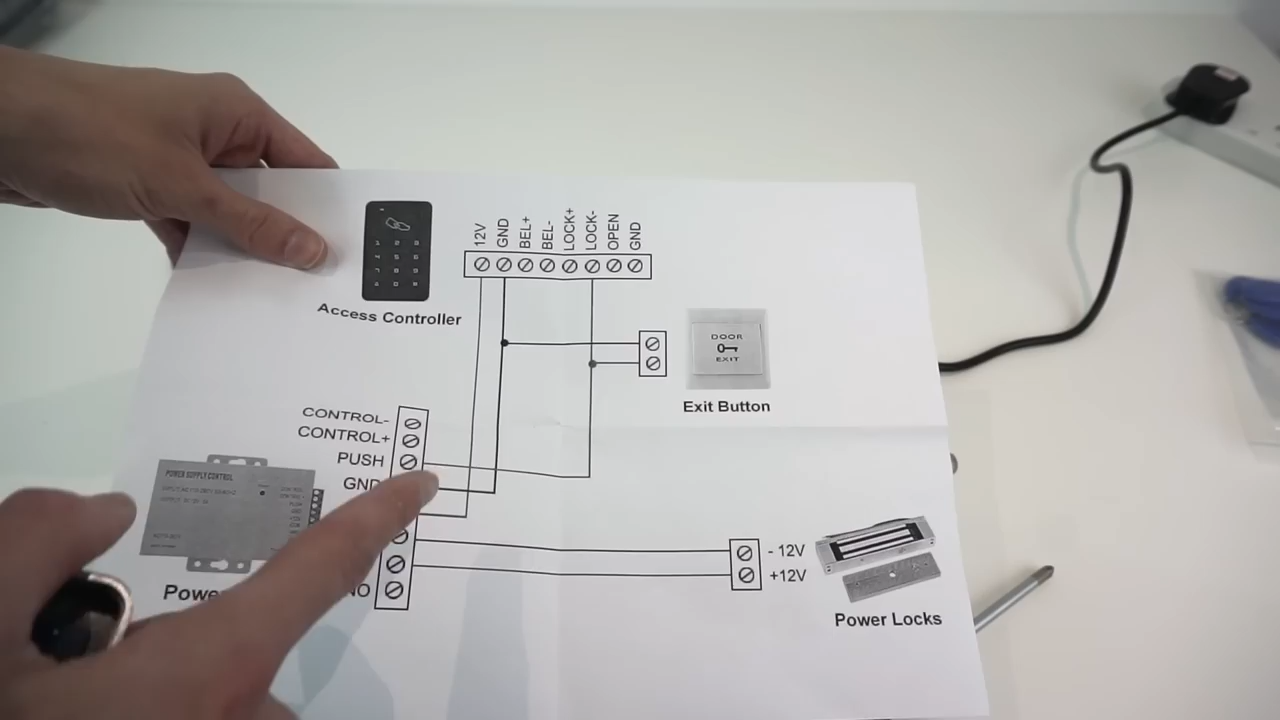 12V
GND
BEL+
BEL-
LOCK+
LOCK-
OPEN
GND
Access Controller
DOOR
EXIT
Exit Button
CONTROL-
CONTROL+
PUSH
GND
POWER SUPPLY CONTROL
NO
- 12V
+12V
Power Locks